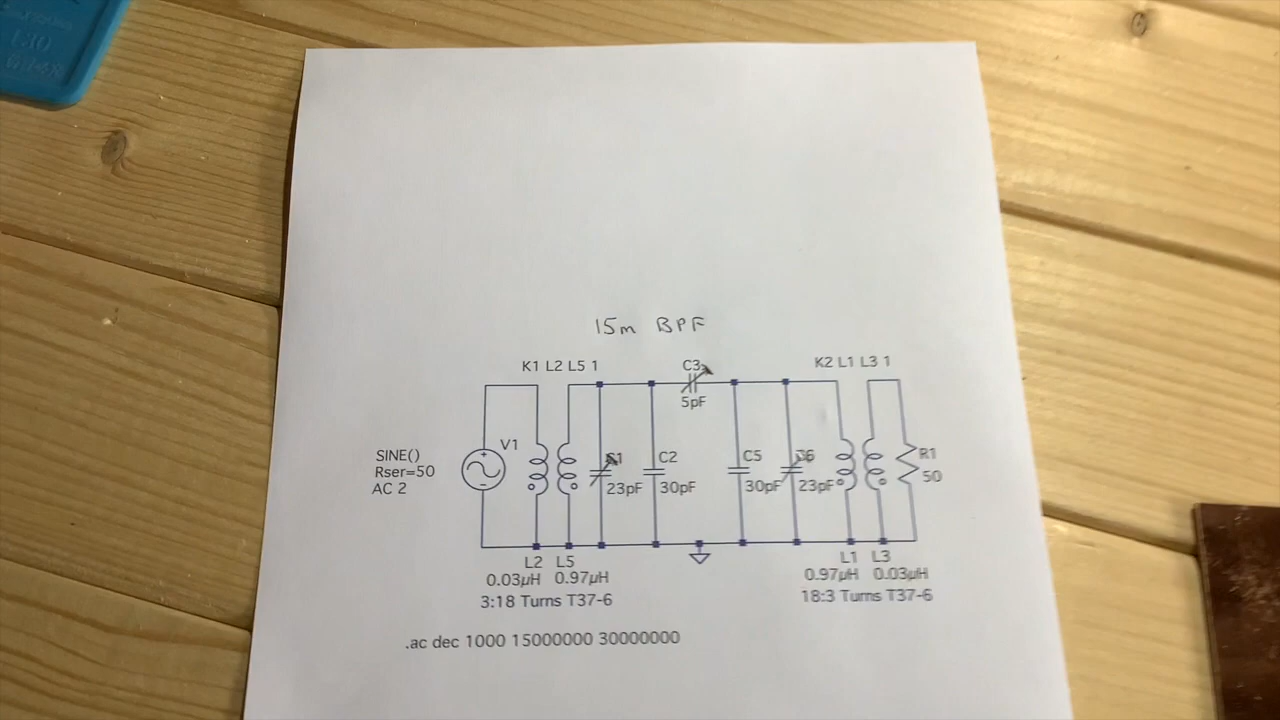 L30
15m BPF
K1 L2 L5 1
C3
K2 L1 L3 1
5pF
V1
SINE()
Rser=50
AC 2
C2
C5
R1
23pF
30pF
30pF
23pF
50
L2 L5
L1 L3
0.03µH 0.97µH
0.97µH 0.03µH
3:18 Turns T37-6
18:3 Turns T37-6
.ac dec 1000 15000000 30000000